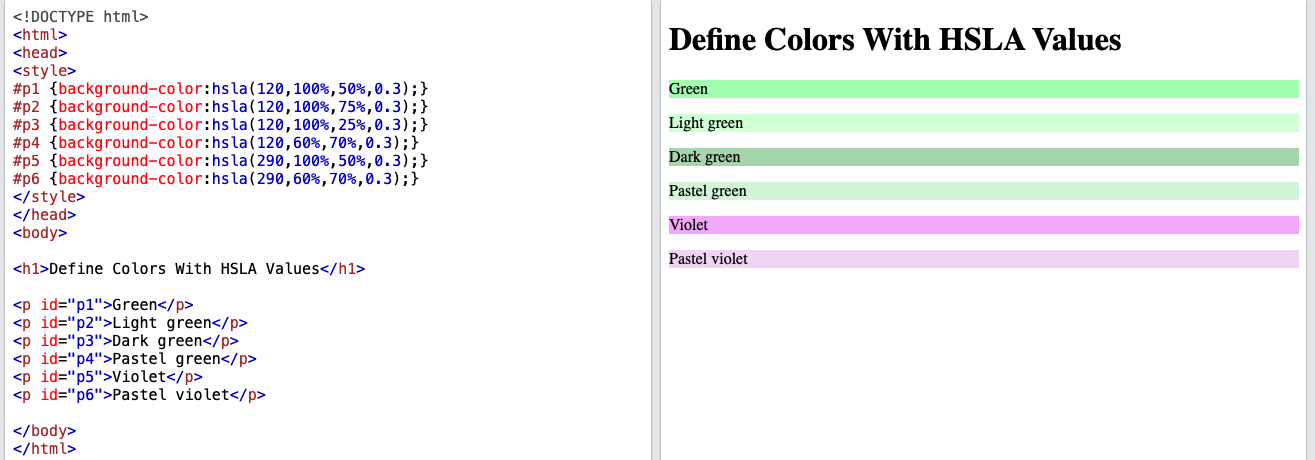 <!DOCTYPE html>
<html>
<head>
<style>
#p1 {background-color:hsla(120,100%,50%,0.3);}
#p2 {background-color:hsla(120,100%,75%,0.3);}
#p3 {background-color:hsla(120,100%,25%,0.3);}
#p4 {background-color:hsla(120,60%,70%,0.3);}
#p5 {background-color:hsla(290,100%,50%,0.3);}
#p6 {background-color:hsla(290,60%,70%,0.3);}
</style>
</head>
<body>
<h1>Define Colors With HSLA Values</h1>
<p id="p1">Green</p>
<p id="p2">Light green</p>
<p id="p3">Dark green</p>
<p id="p4">Pastel green</p>
<p id="p5">Violet</p>
<p id="p6">Pastel violet</p>
</body>
</html>
Define Colors With HSLA Values
Green
Light green
Dark green
Pastel green
Violet
Pastel violet